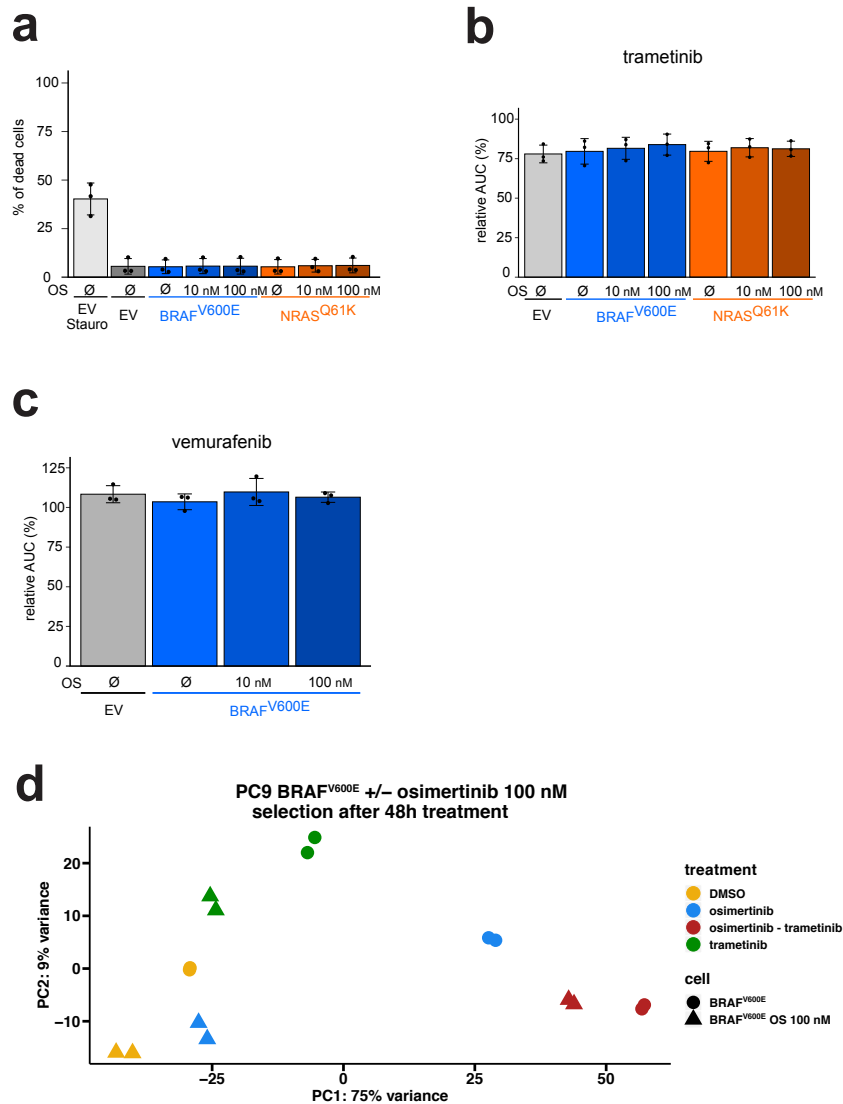 a
% of dead cells
100
75
50
25
0
OS Ø Ø Ø 10 nM 100 nM Ø 10 nM 100 nM
EV Stauro EV BRAFV600E NRASQ61K
b
trametinib
relative AUC (%)
100
75
50
25
0
OS Ø Ø 10 nM 100 nM Ø 10 nM 100 nM
EV BRAFV600E NRASQ61K
c
vemurafenib
relative AUC (%)
125
100
75
50
25
0
OS Ø Ø 10 nM 100 nM
EV BRAFV600E
d
PC9 BRAFV600E +/− osimertinib 100 nM
selection after 48h treatment
PC2: 9% variance
20
10
0
−10
−25 0 25 50
PC1: 75% variance
treatment
DMSO
osimertinib
osimertinib - trametinib
trametinib
cell
BRAFV600E
BRAFV600E OS 100 nM